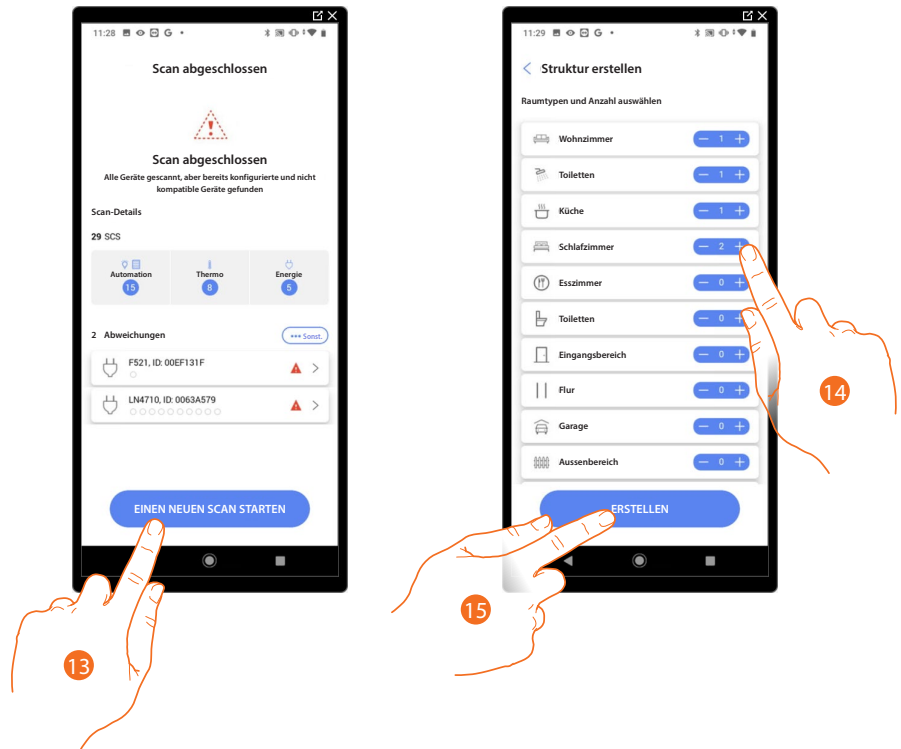 11:28 G
Scan abgeschlossen
Scan abgeschlossen
Alle Geräte gescannt, aber bereits konfigurierte und nicht
kompatible Geräte gefunden
Scan-Details
29 SCS
Automation Thermo Energie
15 8 5
2 Abweichungen ••• Sonst.
F521, ID: 00EF131F
LN4710, ID: 0063A579
EINEN NEUEN SCAN STARTEN
13
11:29 G
Struktur erstellen
Raumtypen und Anzahl auswählen
Wohnzimmer − 1 +
Toiletten − 1 +
Küche − 1 +
Schlafzimmer − 2 +
Esszimmer − 0 +
Toiletten − 0 +
Eingangsbereich − 0 +
Flur − 0 +
Garage − 0 +
Aussenbereich − 0 +
ERSTELLEN
14
15